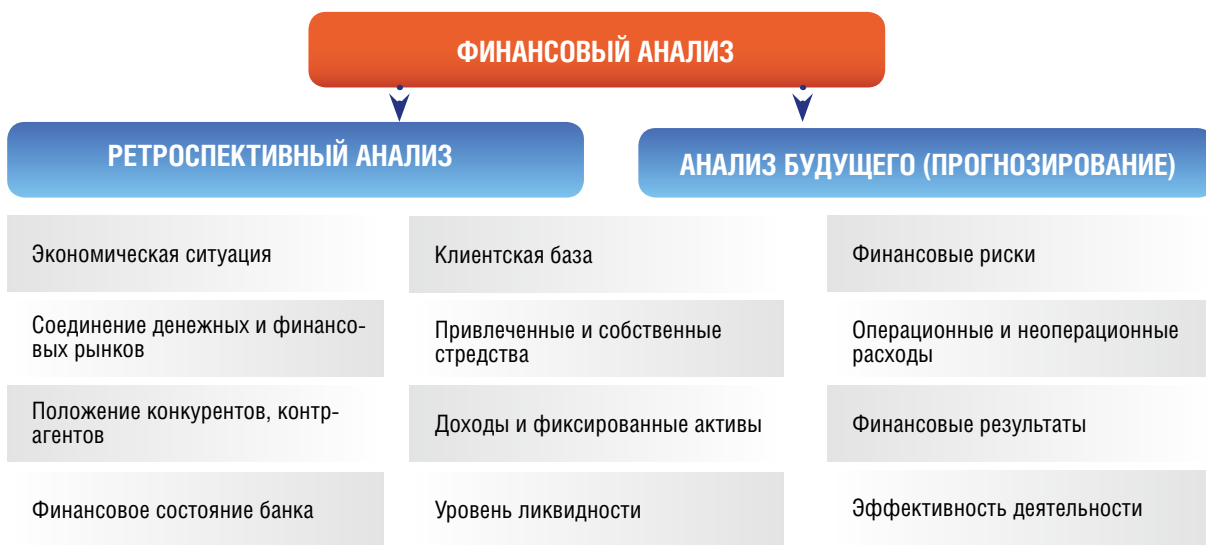 ФИНАНСОВЫЙ АНАЛИЗ
РЕТРОСПЕКТИВНЫЙ АНАЛИЗ
АНАЛИЗ БУДУЩЕГО (ПРОГНОЗИРОВАНИЕ)
Экономическая ситуация
Соединение денежных и финансо-
вых рынков
Положение конкурентов, контр-
агентов
Финансовое состояние банка
Клиентская база
Привлеченные и собственные
стредства
Доходы и фиксированные активы
Уровень ликвидности
Финансовые риски
Операционные и неоперационные
расходы
Финансовые результаты
Эффективность деятельности